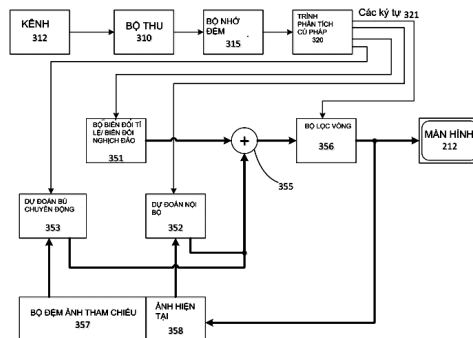 KÊNH
312
BỘ THU
310
BỘ NHỚ
ĐỆM
315
TRÌNH
PHÂN TÍCH
CÚ PHÁP
320
Các ký tự 321
BỘ BIẾN ĐỔI TỈ
LỆ/ BIẾN ĐỔI
NGHỊCH ĐẢO
351
+
355
BỘ LỌC VÒNG
356
MÀN HÌNH
212
DỰ ĐOÁN BÙ
CHUYỂN ĐỘNG
353
DỰ ĐOÁN NỘI
BỘ
352
BỘ ĐỆM ẢNH THAM CHIẾU
357
ẢNH HIỆN
TẠI
358